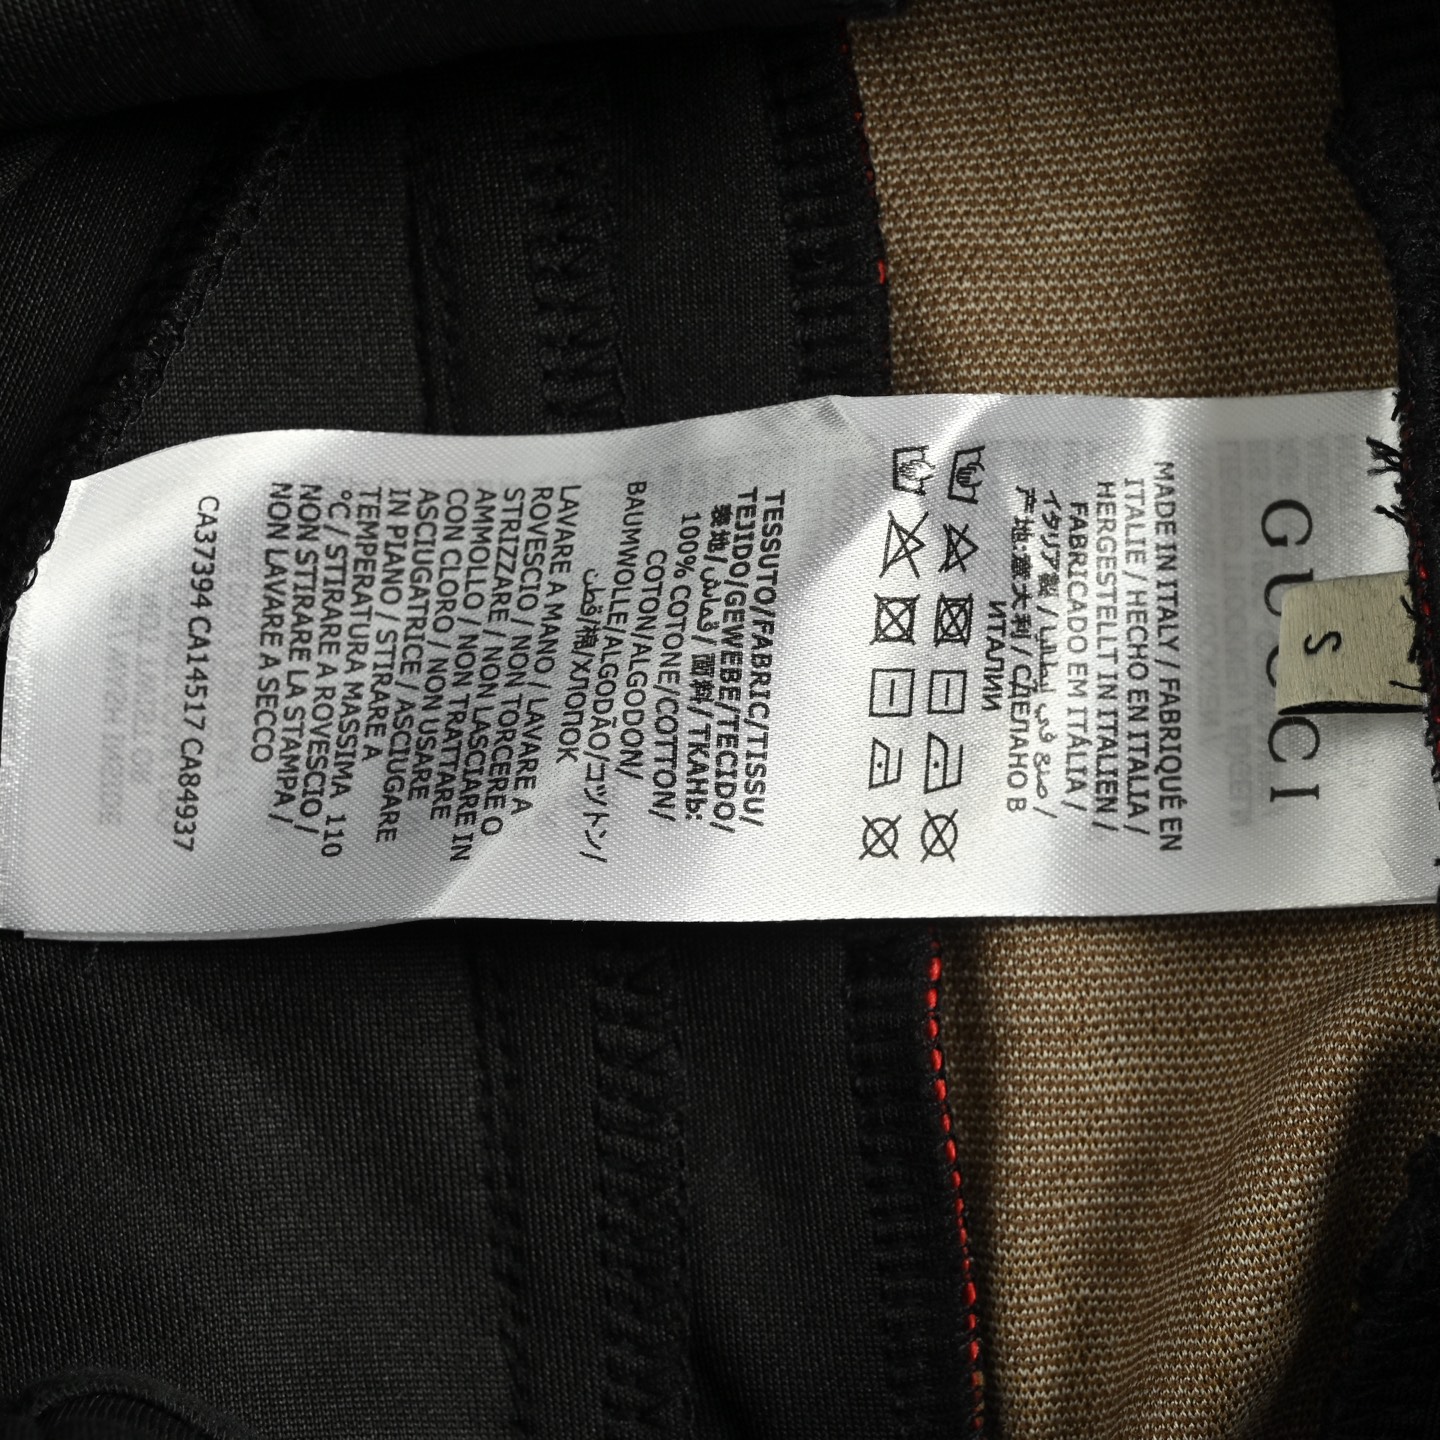 GUCCI
S
MADE IN ITALY / FABRIQUÉ EN
ITALIE / HECHO EN ITALIA /
HERGESTELLT IN ITALIEN /
FABRICADO EM ITÁLIA /
イタリア製 / صنع في إيطاليا /
产地:意大利 / СДЕЛАНО В
ИТАЛИИ
TESSUTO/FABRIC/TISSU/
TEJIDO/GEWEBE/TECIDO/
表地/قماش/ 面料/ТКАНЬ:
100% COTONE/COTTON/
COTON/ALGODON/
BAUMWOLLE/ALGODÃO/コットン/
قطن/棉/ХЛОПОК
LAVARE A MANO / LAVARE A
ROVESCIO / NON TORCERE O
STRIZZARE / NON LASCIARE IN
AMMOLLO / NON TRATTARE
CON CLORO / NON USARE
ASCIUGATRICE / ASCIUGARE
IN PIANO / STIRARE A
TEMPERATURA MASSIMA 110
°C/ STIRARE A ROVESCIO /
NON STIRARE LA STAMPA /
NON LAVARE A SECCO
CA37394 CA14517 CA84937